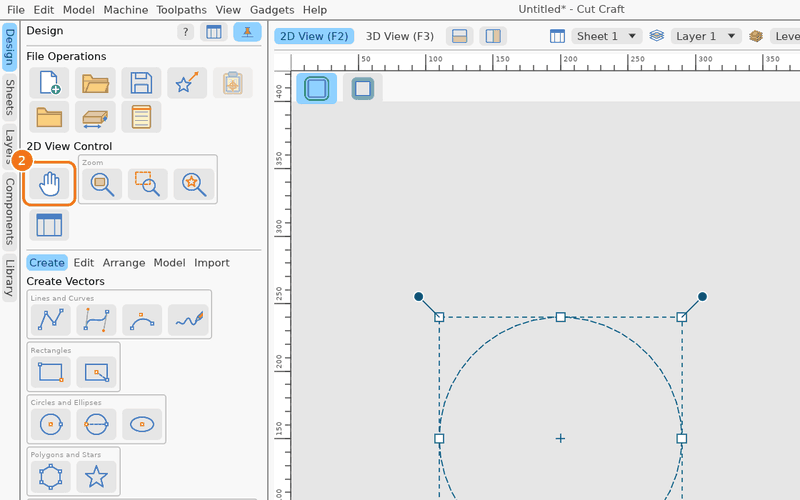 File Edit Model Machine Toolpaths View Gadgets Help Untitled* - Cut Craft
Design ? 2D View (F2) 3D View (F3) Sheet 1 Layer 1 Leve
File Operations
50 100 150 200 250 300 350
400
350
300
250
200
150
00
Design
Sheets
Layers
Components
Library
2D View Control
2
Zoom
Create Edit Arrange Model Import
Create Vectors
Lines and Curves
Rectangles
Circles and Ellipses
Polygons and Stars